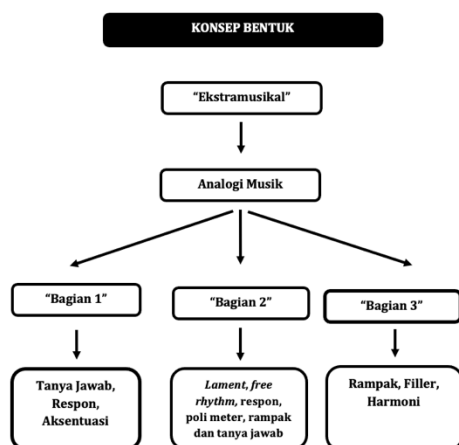 KONSEP BENTUK
“Ekstramusikal”
Analogi Musik
“Bagian 1”
“Bagian 2”
“Bagian 3”
Tanya Jawab,
Respon,
Aksentuasi
Lament, free
rhythm, respon,
poli meter, rampak
dan tanya jawab
Rampak, Filler,
Harmoni